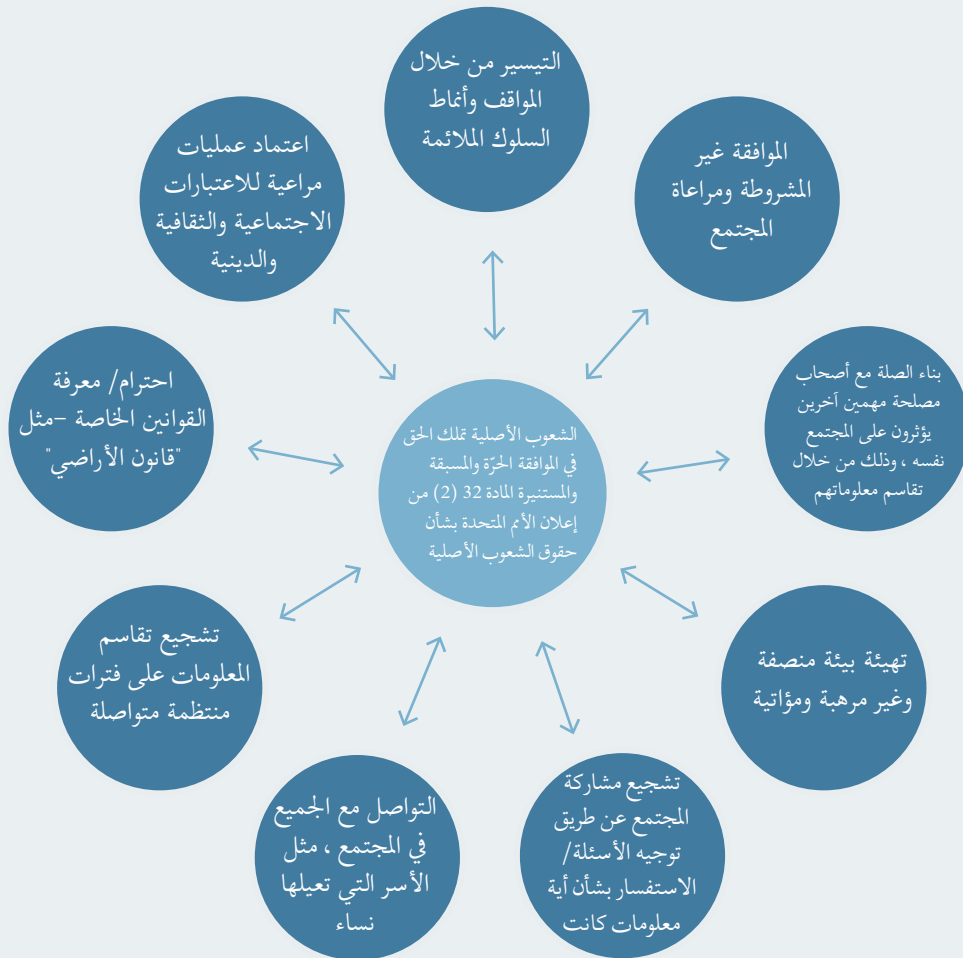 التيسير من خلال
المواقف وأنماط
السلوك الملائمة
الموافقة غير
المشروطة ومراعاة
المجتمع
بناء الصلة مع أصحاب
مصلحة مهمين آخرين
يؤثرون على المجتمع
نفسه ، وذلك من خلال
تقاسم معلوماتهم
تهيئة بيئة منصفة
وغير مرهبة ومؤاتية
تشجيع مشاركة
المجتمع عن طريق
توجيه الأسئلة/
الاستفسار بشأن أية
معلومات كانت
التواصل مع الجميع
في المجتمع ، مثل
الأسر التي تعيلها
نساء
تشجيع تقاسم
المعلومات على فترات
منتظمة متواصلة
احترام/ معرفة
القوانين الخاصة –مثل
"قانون الأراضي"
اعتماد عمليات
مراعية للاعتبارات
الاجتماعية والثقافية
والدينية
الشعوب الأصلية تملك الحق
في الموافقة الحرّة والمسبقة
والمستنيرة المادة 32 (2) من
إعلان الأمم المتحدة بشأن
حقوق الشعوب الأصلية